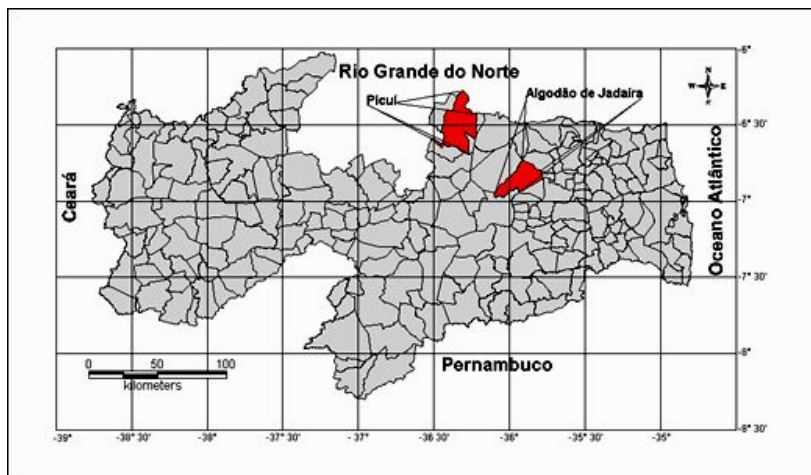 Rio Grande do Norte
N
W E
S
Picuí
Algodão de Jadaíra
Ceará
Oceano Atlântico
Pernambuco
0 50 100
kilometers
-6°
-6° 30'
-7°
-7° 30'
-8°
-8° 30'
-39° -38° 30' -38° -37° 30' -37° -36° 30' -36° -35° 30' -35°